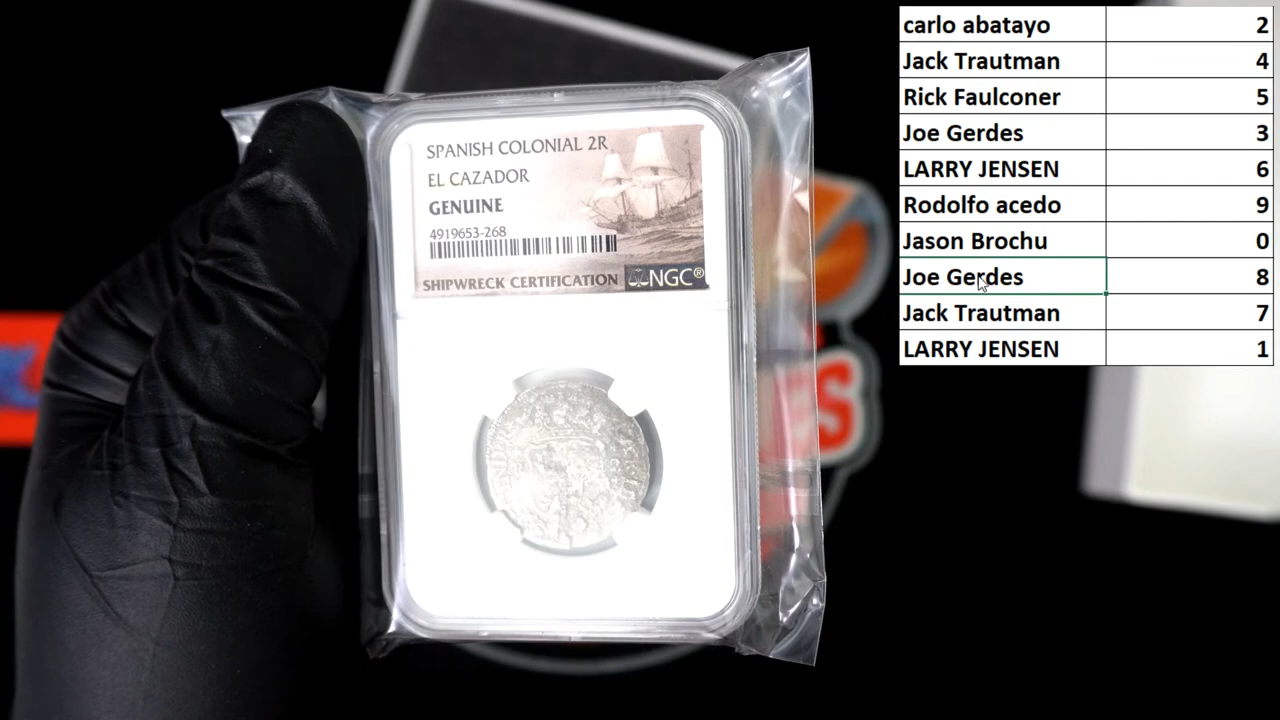 SPANISH COLONIAL 2R
EL CAZADOR
GENUINE
4919653-268
SHIPWRECK CERTIFICATION NGC®
carlo abatayo 2
Jack Trautman 4
Rick Faulconer 5
Joe Gerdes 3
LARRY JENSEN 6
Rodolfo acedo 9
Jason Brochu 0
Joe Gerdes 8
Jack Trautman 7
LARRY JENSEN 1